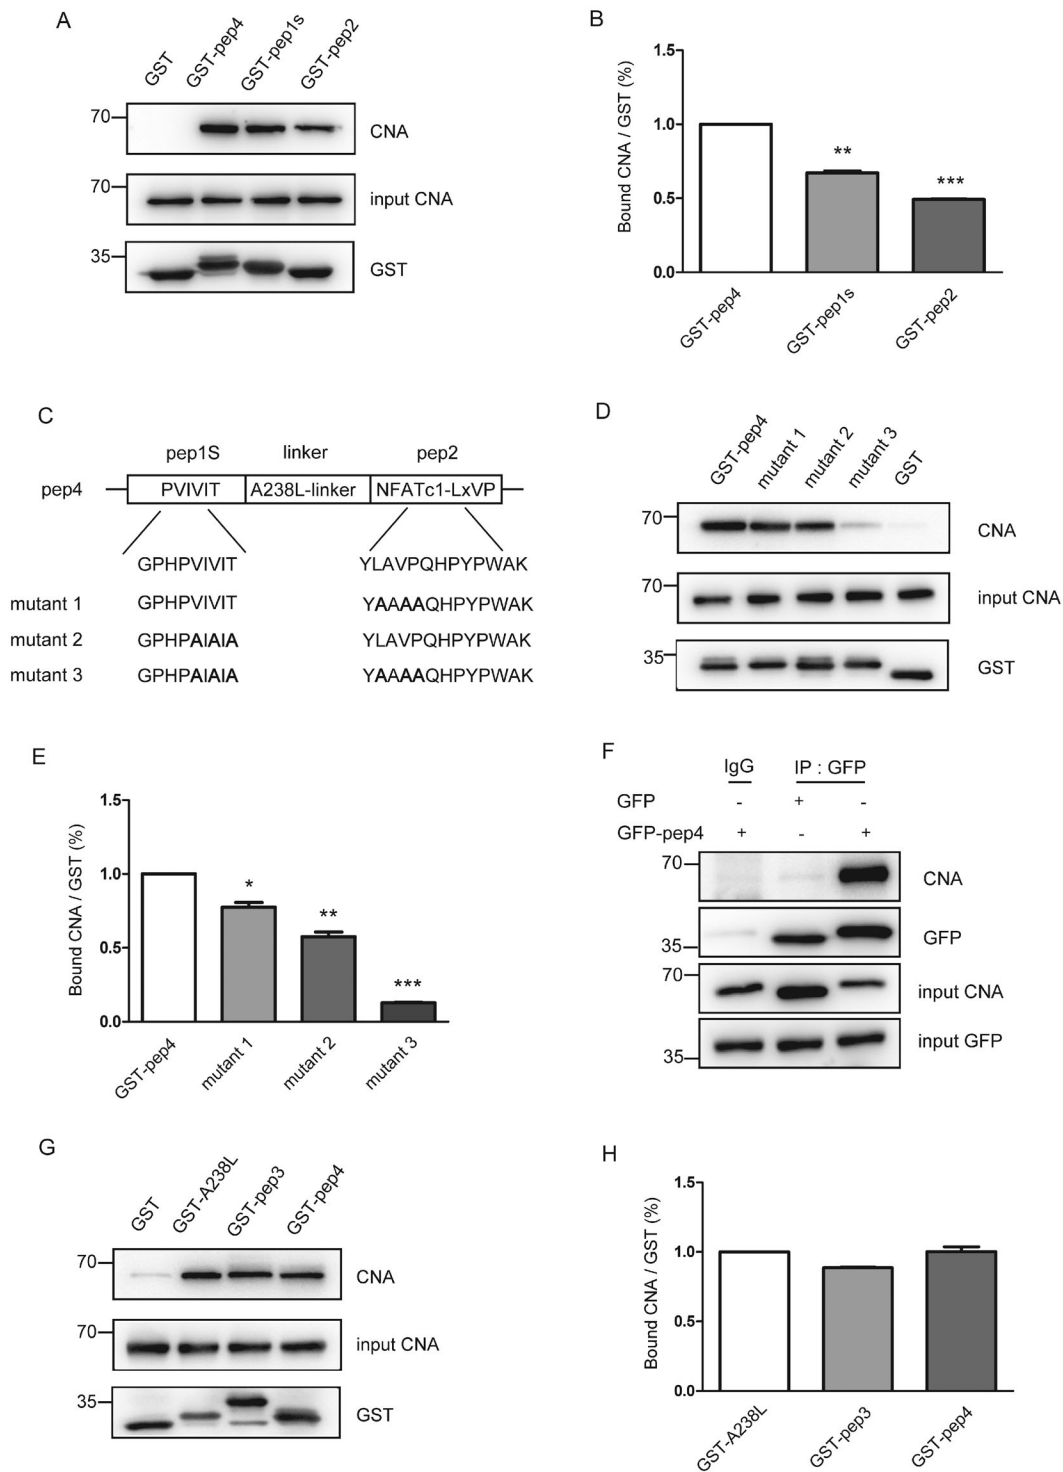 A
GST
GST-pep4
GST-pep1s
GST-pep2
70
CNA
70
input CNA
35
GST
B
Bound CNA / GST (%)
1.5
1.0
0.5
0.0
**
***
GST-pep4
GST-pep1s
GST-pep2
C
pep1S linker pep2
pep4 PVIVIT A238L-linker NFATc1-LxVP
GPHPVIVIT YLAVPQHPYPWAK
mutant 1 GPHPVIVIT YAAAAQHPYPWAK
mutant 2 GPHPAIAIA YLAVPQHPYPWAK
mutant 3 GPHPAIAIA YAAAAQHPYPWAK
D
GST-pep4
mutant 1
mutant 2
mutant 3
GST
70
CNA
70
input CNA
35
GST
E
Bound CNA / GST (%)
1.5
1.0
0.5
0.0
*
**
***
GST-pep4
mutant 1
mutant 2
mutant 3
F
IgG IP : GFP
GFP - + -
GFP-pep4 + - +
70
CNA
35
GFP
70
input CNA
35
input GFP
G
GST
GST-A238L
GST-pep3
GST-pep4
70
CNA
70
input CNA
35
GST
H
Bound CNA / GST (%)
1.5
1.0
0.5
0.0
GST-A238L
GST-pep3
GST-pep4